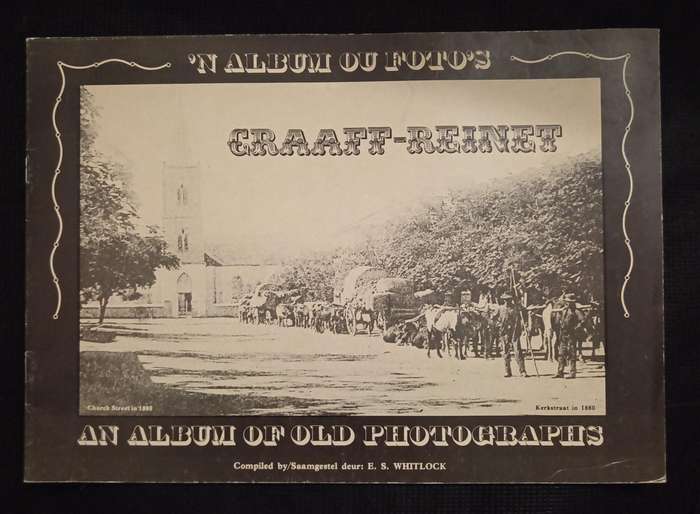 'N ALBUM OU FOTO'S
GRAAFF-REINET
Church Street in 1880
Kerkstraat in 1880
AN ALBUM OF OLD PHOTOGRAPHS
Compiled by/Saamgestel deur: E. S. WHITLOCK